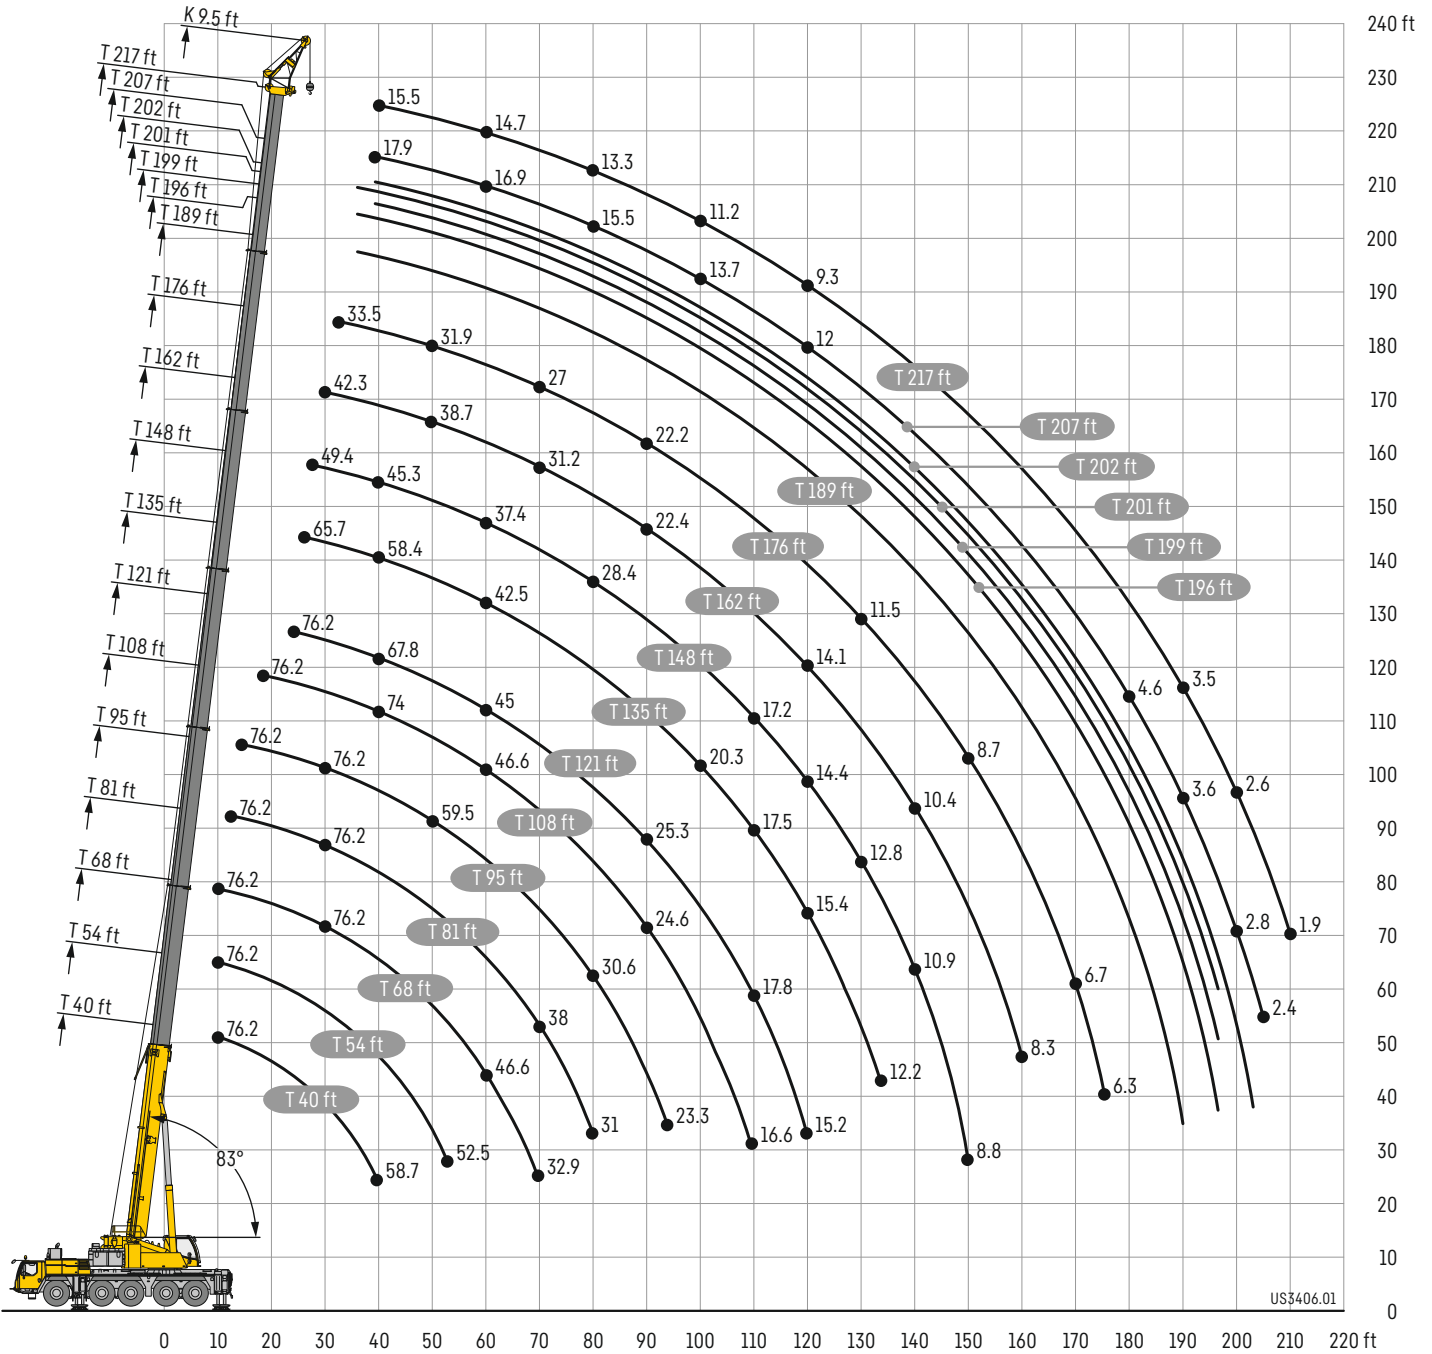 K 9.5 ft
T 217 ft
T 207 ft
T 202 ft
T 201 ft
T 199 ft
T 196 ft
T 189 ft
T 176 ft
T 162 ft
T 148 ft
T 135 ft
T 121 ft
T 108 ft
T 95 ft
T 81 ft
T 68 ft
T 54 ft
T 40 ft
83°
15.5 14.7 13.3 11.2 9.3 3.5 2.6 1.9
T 217 ft
17.9 16.9 15.5 13.7 12 4.6 3.6 2.8 2.4
T 207 ft
T 202 ft
T 201 ft
T 199 ft
T 196 ft
T 189 ft
33.5 31.9 27 22.2 11.5 8.7 6.7 6.3
T 176 ft
42.3 38.7 31.2 22.4 14.1 10.4 8.3
T 162 ft
49.4 45.3 37.4 28.4 17.2 14.4 12.8 10.9 8.8
T 148 ft
65.7 58.4 42.5 20.3 17.5 15.4 12.2
T 135 ft
76.2 67.8 45 25.3 17.8 15.2
T 121 ft
76.2 74 46.6 24.6 16.6
T 108 ft
76.2 76.2 59.5 30.6 23.3
T 95 ft
76.2 76.2 38 31
T 81 ft
76.2 76.2 46.6 32.9
T 68 ft
76.2 52.5
T 54 ft
76.2 58.7
T 40 ft
240 ft
230
220
210
200
190
180
170
160
150
140
130
120
110
100
90
80
70
60
50
40
30
20
10
0
US3406.01
0 10 20 30 40 50 60 70 80 90 100 110 120 130 140 150 160 170 180 190 200 210 220 ft